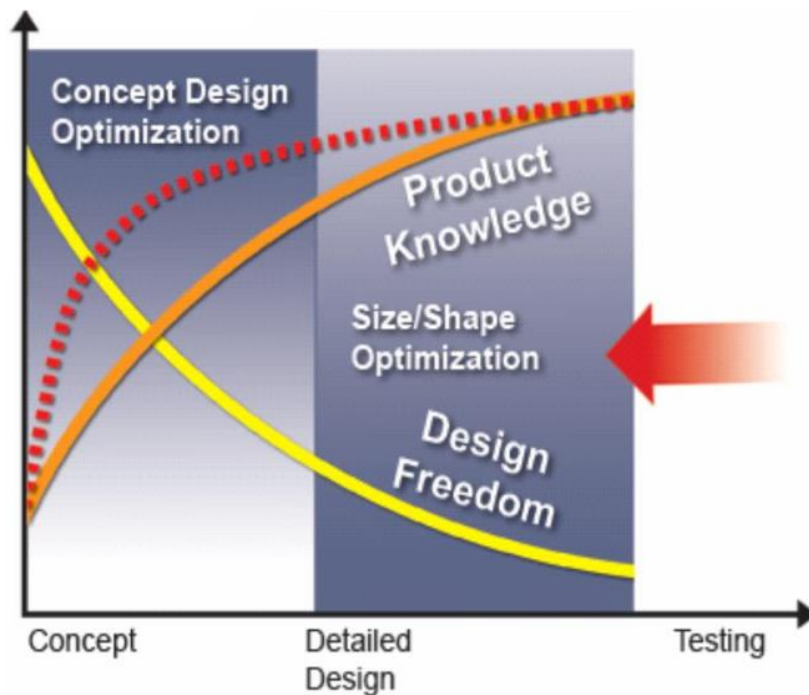 Concept Design
Optimization
Product
Knowledge
Size/Shape
Optimization
Design
Freedom
Concept
Detailed
Design
Testing